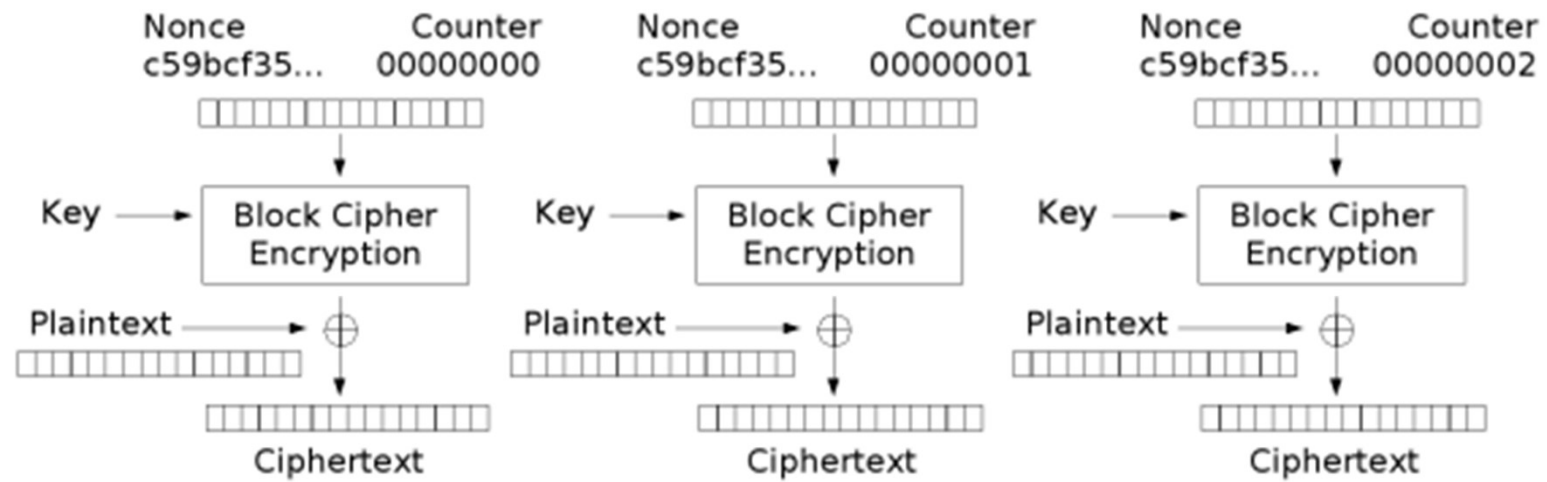 Nonce Counter Nonce Counter Nonce Counter
c59bcf35... 00000000 c59bcf35... 00000001 c59bcf35... 00000002
Key Block Cipher Key Block Cipher Key Block Cipher
Encryption Encryption Encryption
Plaintext Plaintext Plaintext
Ciphertext Ciphertext Ciphertext